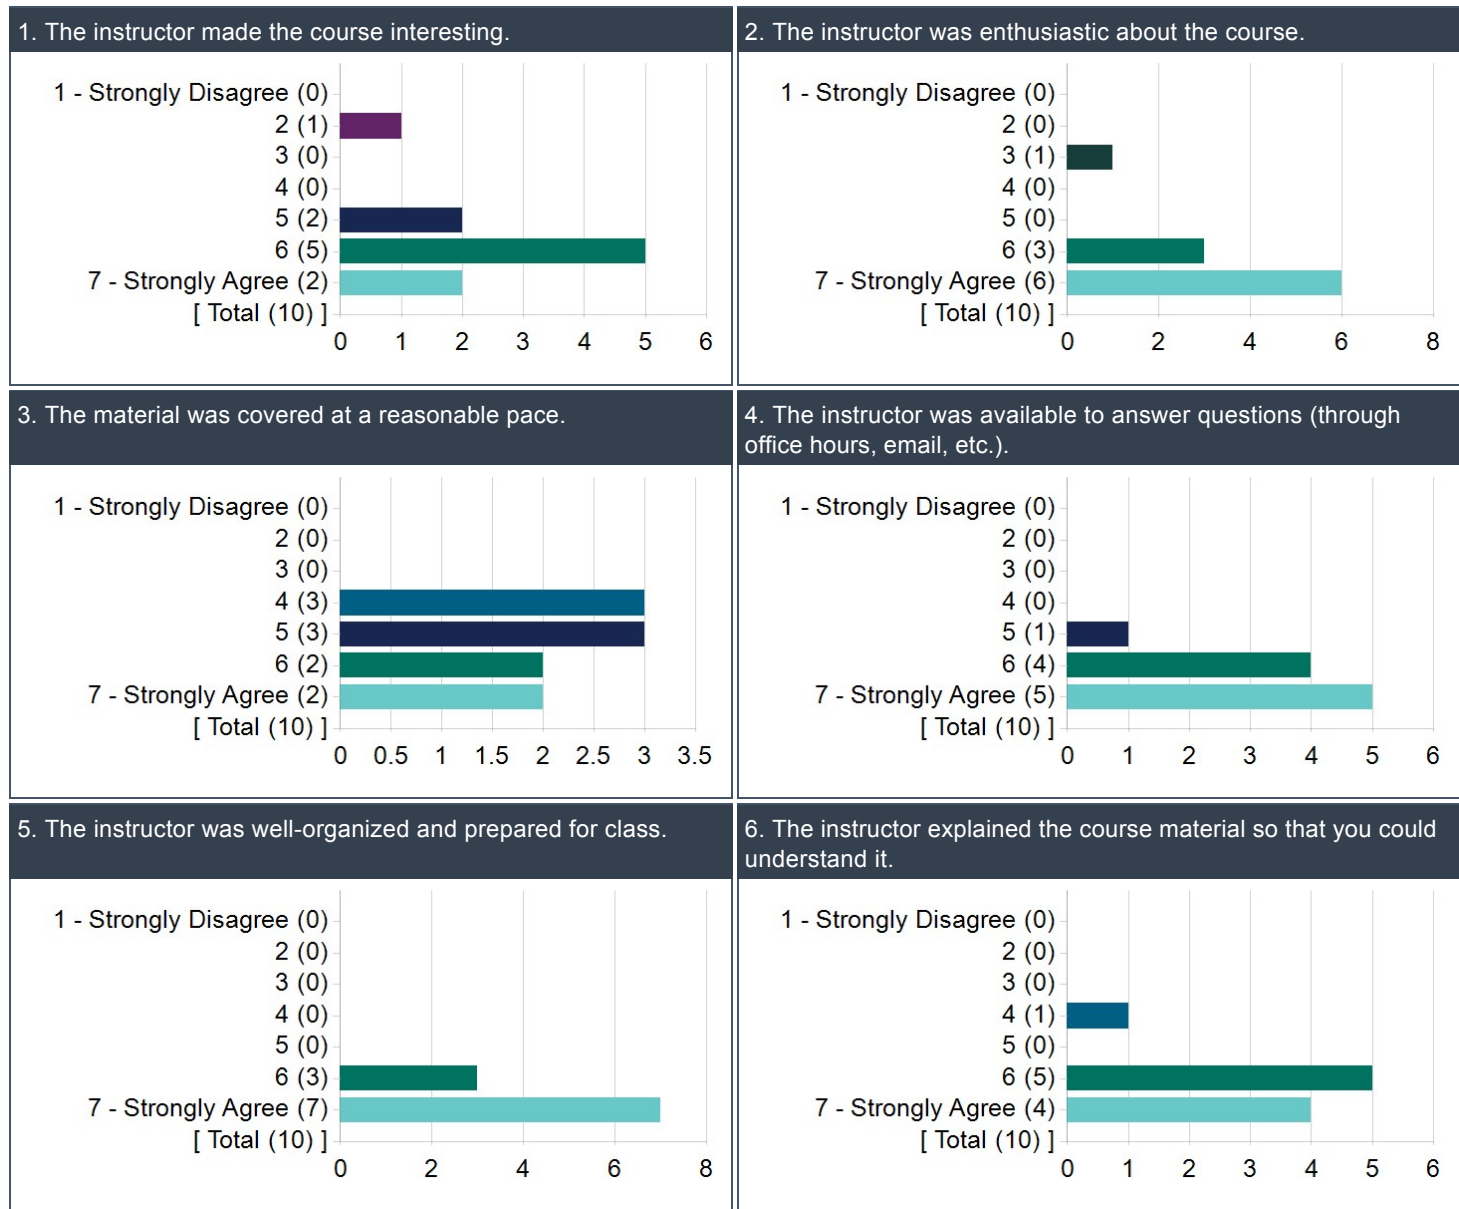 1. The instructor made the course interesting.
1 - Strongly Disagree (0)
2 (1)
3 (0)
4 (0)
5 (2)
6 (5)
7 - Strongly Agree (2)
[ Total (10) ]
0 1 2 3 4 5 6
2. The instructor was enthusiastic about the course.
1 - Strongly Disagree (0)
2 (0)
3 (1)
4 (0)
5 (0)
6 (3)
7 - Strongly Agree (6)
[ Total (10) ]
0 2 4 6 8
3. The material was covered at a reasonable pace.
1 - Strongly Disagree (0)
2 (0)
3 (0)
4 (3)
5 (3)
6 (2)
7 - Strongly Agree (2)
[ Total (10) ]
0 0.5 1 1.5 2 2.5 3 3.5
4. The instructor was available to answer questions (through
office hours, email, etc.).
1 - Strongly Disagree (0)
2 (0)
3 (0)
4 (0)
5 (1)
6 (4)
7 - Strongly Agree (5)
[ Total (10) ]
0 1 2 3 4 5 6
5. The instructor was well-organized and prepared for class.
1 - Strongly Disagree (0)
2 (0)
3 (0)
4 (0)
5 (0)
6 (3)
7 - Strongly Agree (7)
[ Total (10) ]
0 2 4 6 8
6. The instructor explained the course material so that you could
understand it.
1 - Strongly Disagree (0)
2 (0)
3 (0)
4 (1)
5 (0)
6 (5)
7 - Strongly Agree (4)
[ Total (10) ]
0 1 2 3 4 5 6